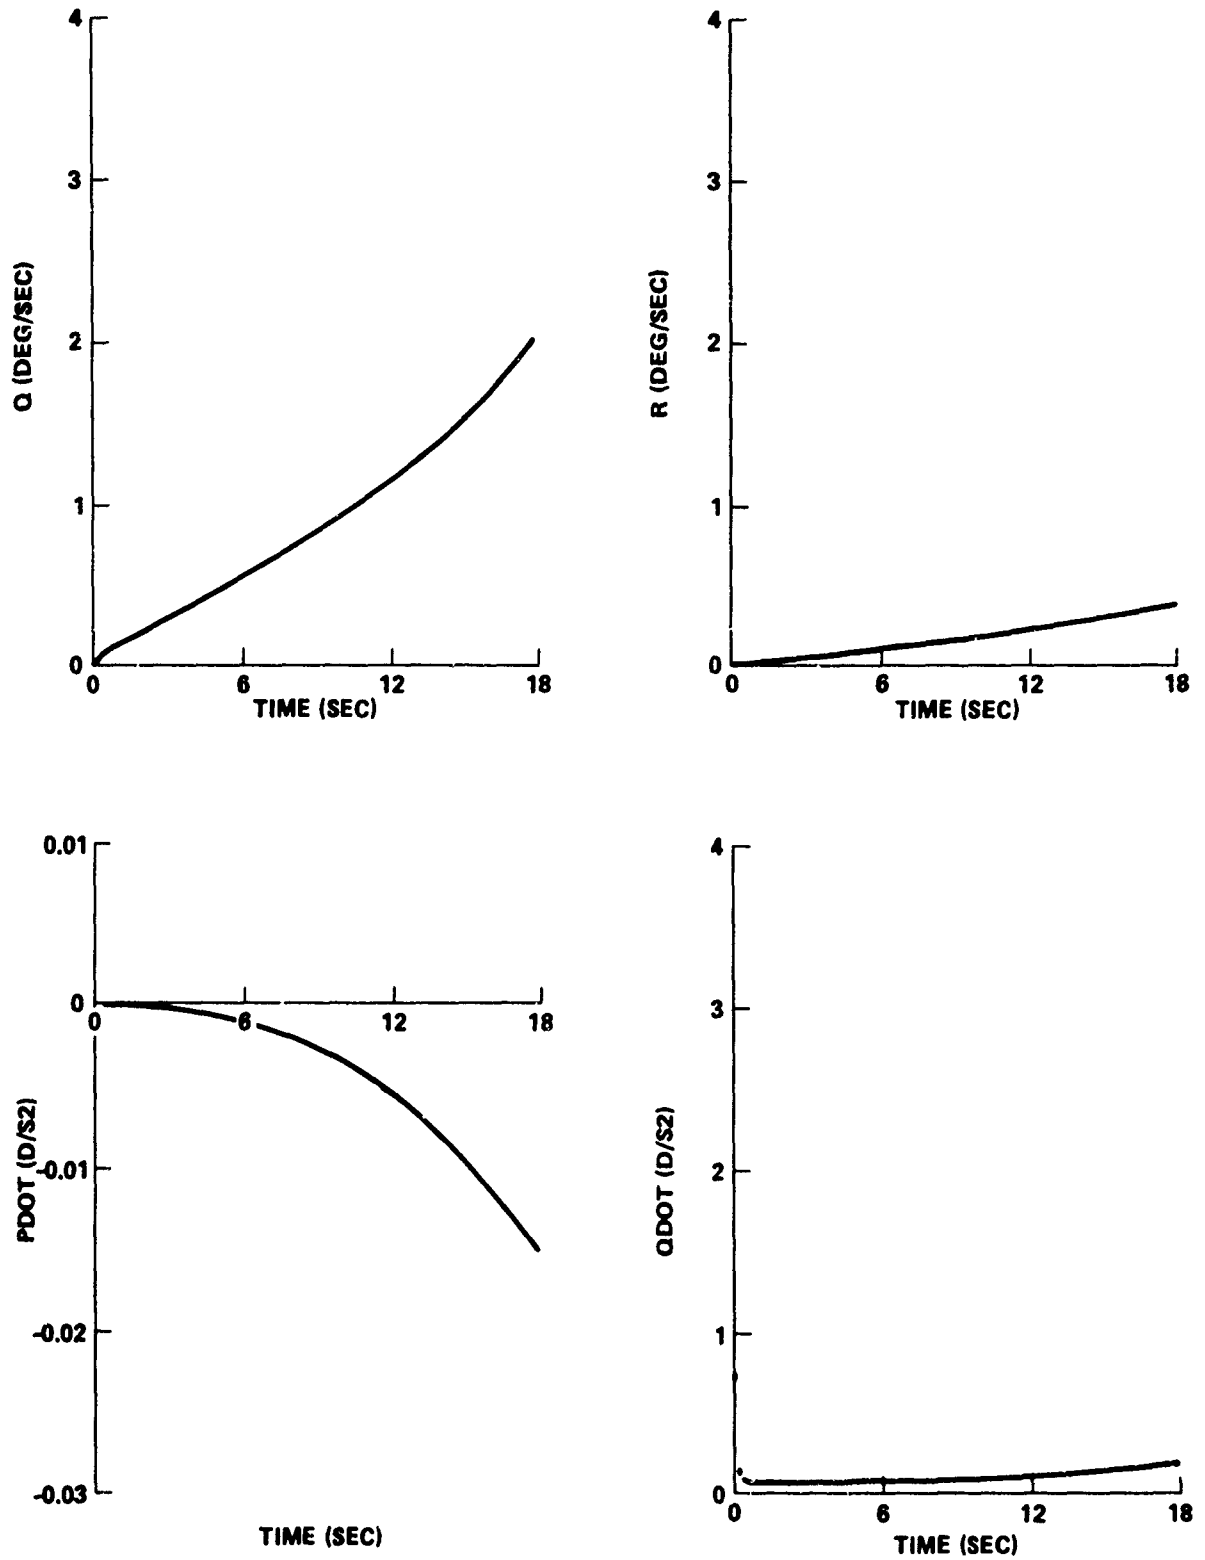 4
3
2
1
0
Q (DEG/SEC)
0 6 12 18
TIME (SEC)
4
3
2
1
0
R (DEG/SEC)
0 6 12 18
TIME (SEC)
0.01
0
-0.01
-0.02
-0.03
PDOT (D/S2)
0 6 12 18
TIME (SEC)
4
3
2
1
0
QDOT (D/S2)
0 6 12 18
TIME (SEC)